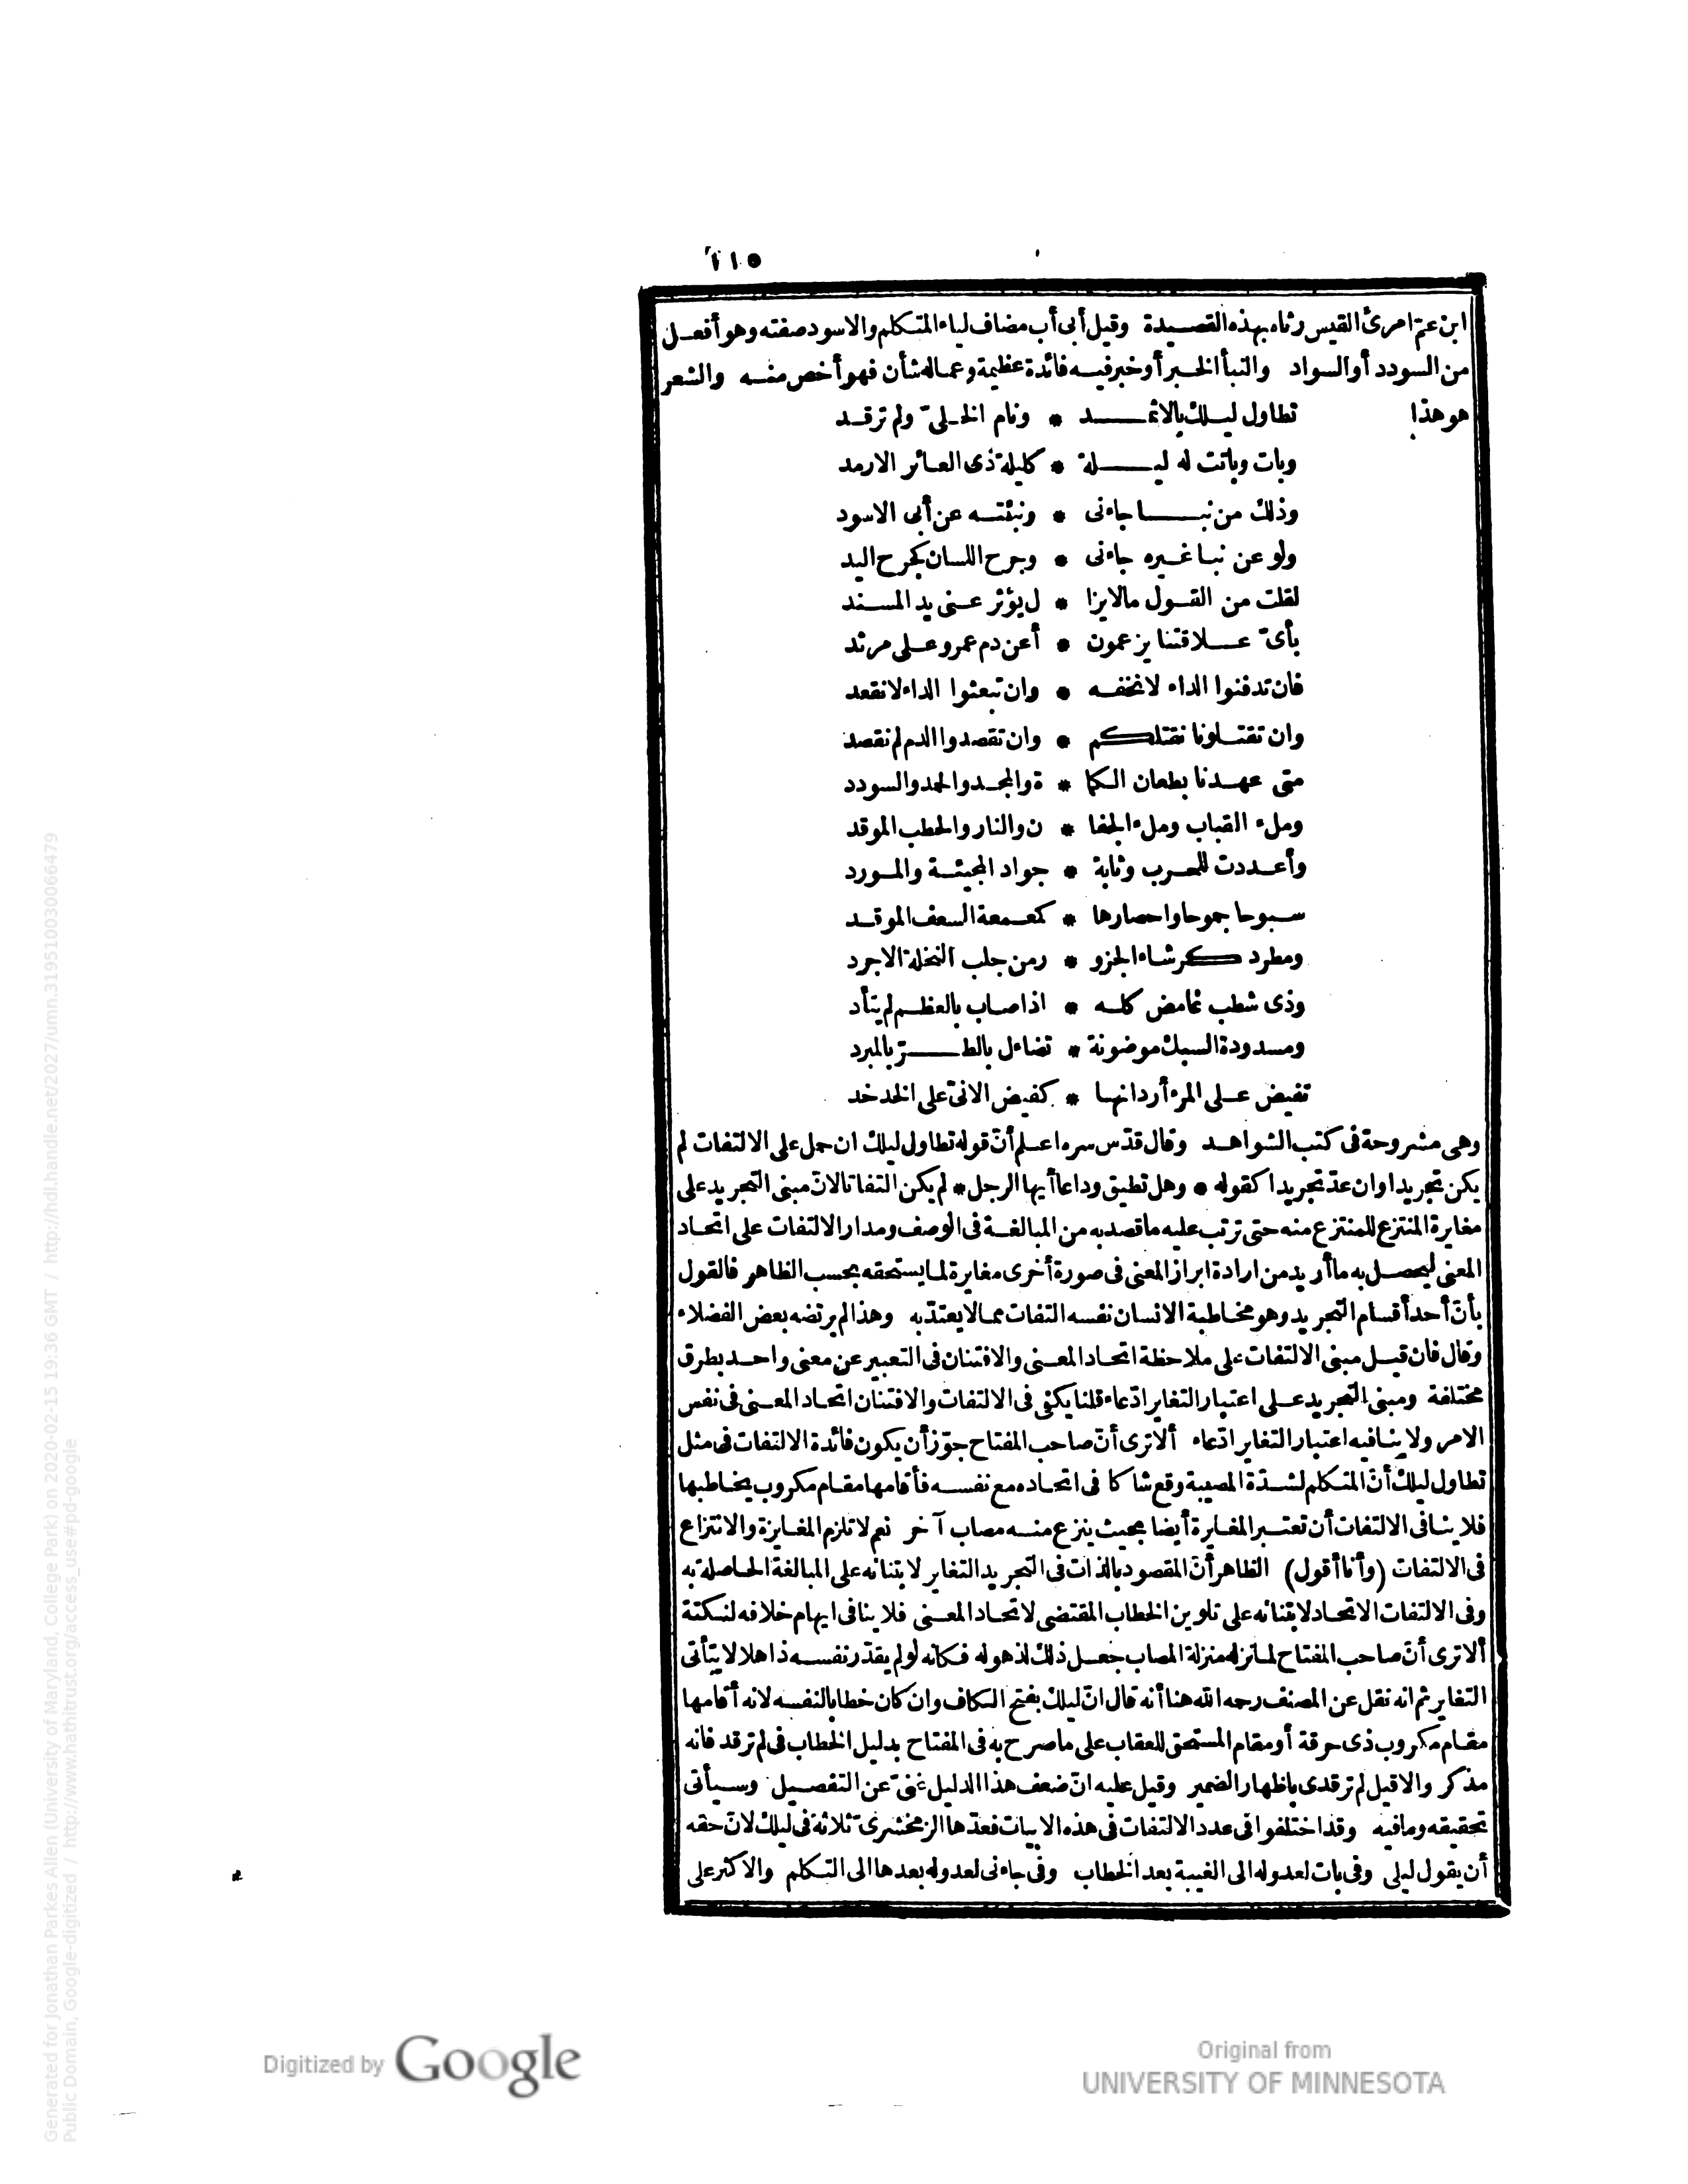 ١١٥
ابن عمّ امرئ القيس رثاه بهذه القصيدة وقيل أبى أب مضاف لياء المتكلم والاسود صفته وهو أفعل
من السودد أو السواد والنبأ الخبر أو خبر فيه فائدة عظيمة وعماله شأن فهو أخص منه والشعر
هو هذا تطاول ليلك بالاثمد * ونام الخلىّ ولم ترقد
وبات وباتت له ليلة * كليلة ذى العائر الارمد
وذلك من نبا جاءنى * ونبئته عن أبى الاسود
ولو عن نبا غيره جاءنى * وجرح اللسان كجرح اليد
لقلت من القول مالا يزا * ل يؤثر عنى يد المسند
بأىّ علاقتنا يزعمون * أعن دم عمرو على مرثد
فان تدفنوا الداء لا نخفه * وان تبعثوا الداء لا نقعد
وان تقتلونا نقتلكم * وان تقصدوا الدم لم نقصد
متى عهدنا بطعان الكما * ة والمجد والحمد والسودد
وملء القباب وملء الجفا * ن والنار والحطب الموقد
وأعددت للحرب وثابة * جواد المحثة والمورد
سبوحا جموحا واحضارها * كمعمعة السعف الموقد
ومطرد كرشاء الجزو * ر من جلب النخلة الاجرد
وذى شطب غامض كلمه * اذا صاب بالعظم لم يتأد
ومسدودة السبك موضونة * تضاءل بالطىّ بالمبرد
تفيض على المرء أردانها * كفيض الاتىّ على الخدخد
وهى مشروحة فى كتب الشواهد وقال قدّس سره اعلم أنّ قوله تطاول ليلك ان حمل على الالتفات لم
يكن تجريدا وان عدّ تجريدا كقوله * وهل تطيق وداعا أيها الرجل * لم يكن التفاتا لانّ مبنى التجريد على
مغايرة المنتزع للمنتزع منه حتى ترتب عليه ما قصد به من المبالغة فى الوصف ومدار الالتفات على اتحاد
المعنى ليحصل به ما أريد من ارادة ابراز المعنى فى صورة أخرى مغايرة لما يستحقه بحسب الظاهر فالقول
بأنّ أحد أقسام التجريد وهو مخاطبة الانسان نفسه التفات مما لا يعتدّ به وهذا لم يرتضه بعض الفضلاء
وقال فان قيل مبنى الالتفات على ملاحظة اتحاد المعنى والافتنان فى التعبير عن معنى واحد بطرق
مختلفة ومبنى التجريد على اعتبار التغاير ادّعاء قلنا يكفى فى الالتفات والافتنان اتحاد المعنى فى نفس
الامر ولا ينافيه اعتبار التغاير ادّعاء ألا ترى أنّ صاحب المفتاح جوّز أن يكون فائدة الالتفات فى مثل
تطاول ليلك أنّ المتكلم لشدّة المصيبة وقع شاكا فى اتحاده مع نفسه فأقامها مقام مكروب يخاطبها
فلا ينافى الالتفات أن تعتبر المغايرة أيضا بحيث ينزع منه مصاب آخر نعم لا تلزم المغايرة والانتزاع
فى الالتفات (وأنا أقول) الظاهر أنّ المقصود بالذات فى التجريد التغاير لابتنائه على المبالغة الحاصلة به
وفى الالتفات الاتحاد لابتنائه على تلوين الخطاب المقتضى لاتحاد المعنى فلا ينافى ايهام خلافه لنكتة
ألا ترى أنّ صاحب المفتاح لما نزله منزلة المصاب جعل ذلك لذهوله فكأنه لو لم يقدّر نفسه ذاهلا لا يتأتى
التغاير ثم انه نقل عن المصنف رحمه الله هنا أنه قال انّ ليلك بفتح الكاف وان كان خطابا لنفسه لانه أقامها
مقام مكروب ذى حرقة أو مقام المستحق للعقاب على ما صرح به فى المفتاح بدليل الخطاب فى لم ترقد فانه
مذكر والا قيل لم ترقدى باظهار الضمير وقيل عليه انّ ضعف هذا الدليل غنىّ عن التفصيل وسيأتى
تحقيقه وما فيه وقد اختلفوا فى عدد الالتفات فى هذه الابيات فعدّها الزمخشرىّ ثلاثة فى ليلك لانّ حقه
أن يقول ليلى وفى بات لعدوله الى الغيبة بعد الخطاب وفى جاءنى لعدوله بعدها الى التكلم والاكثر على
Digitized by Google
Original from
UNIVERSITY OF MINNESOTA
Generated for Jonathan Parkes Allen (University of Maryland, College Park) on 2020-02-15 19:36 GMT / http://hdl.handle.net/2027/umn.31951003006647​9
Public Domain, Google-digitized / http://www.hathitrust.org/access_use#pd-google